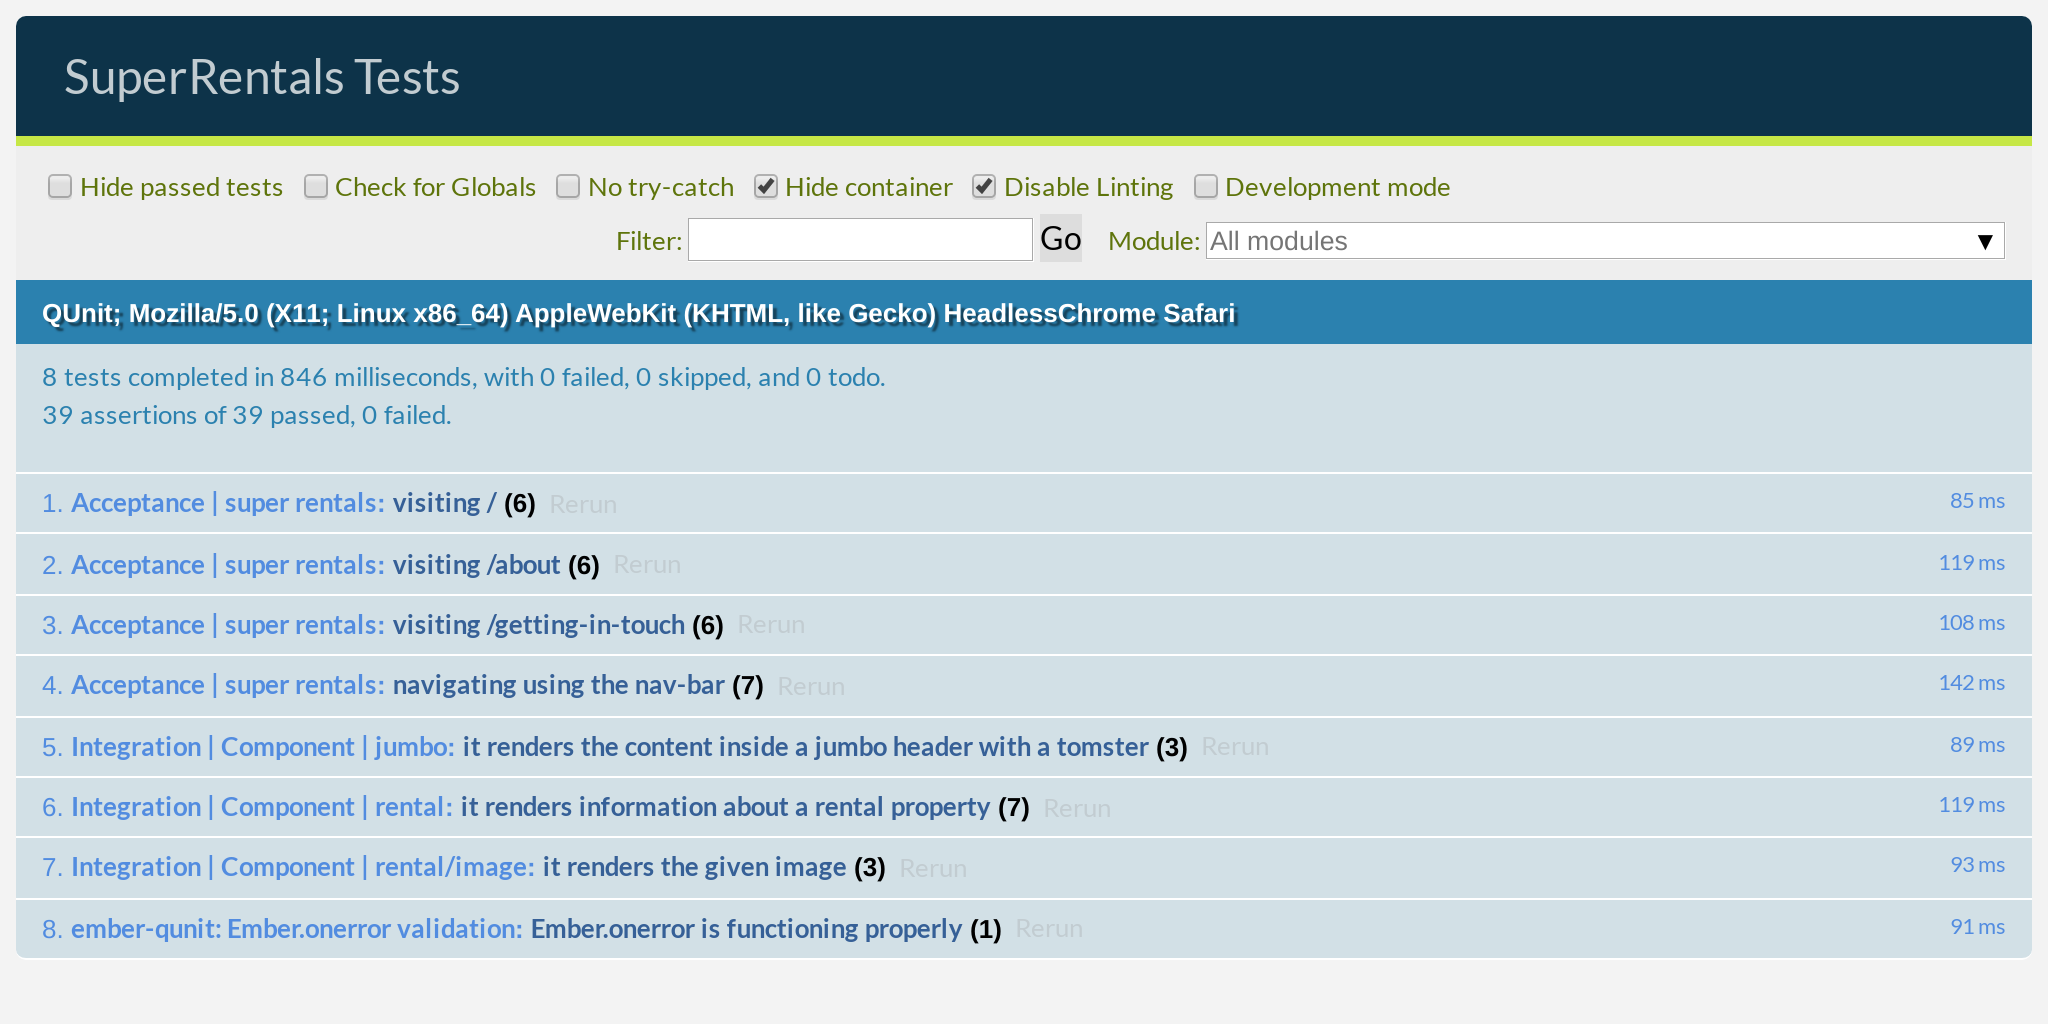 SuperRentals Tests
Hide passed tests Check for Globals No try-catch Hide container Disable Linting Development mode
Filter: Go Module: All modules ▼
QUnit; Mozilla/5.0 (X11; Linux x86_64) AppleWebKit (KHTML, like Gecko) HeadlessChrome Safari
8 tests completed in 846 milliseconds, with 0 failed, 0 skipped, and 0 todo.
39 assertions of 39 passed, 0 failed.
1. Acceptance | super rentals: visiting / (6) Rerun 85 ms
2. Acceptance | super rentals: visiting /about (6) Rerun 119 ms
3. Acceptance | super rentals: visiting /getting-in-touch (6) Rerun 108 ms
4. Acceptance | super rentals: navigating using the nav-bar (7) Rerun 142 ms
5. Integration | Component | jumbo: it renders the content inside a jumbo header with a tomster (3) Rerun 89 ms
6. Integration | Component | rental: it renders information about a rental property (7) Rerun 119 ms
7. Integration | Component | rental/image: it renders the given image (3) Rerun 93 ms
8. ember-qunit: Ember.onerror validation: Ember.onerror is functioning properly (1) Rerun 91 ms